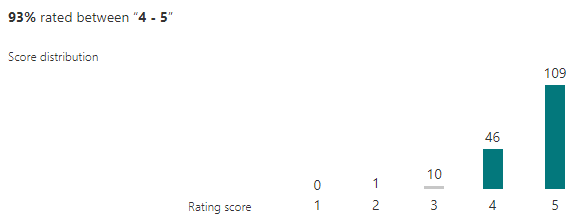 93% rated between “4 - 5”
Score distribution
109
46
10
1
0
Rating score 1 2 3 4 5